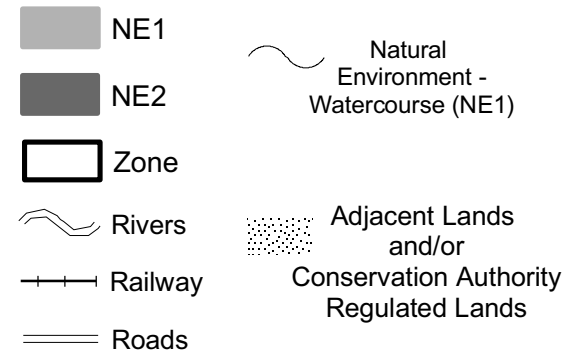 NE1
NE2
Zone
Rivers
Railway
Roads
Natural
Environment -
Watercourse (NE1)
Adjacent Lands
and/or
Conservation Authority
Regulated Lands